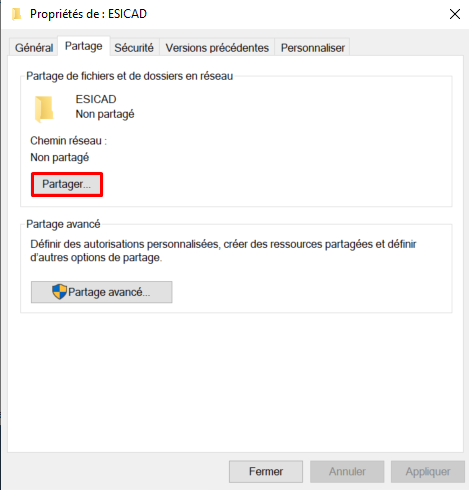 Propriétés de : ESICAD
Général
Partage
Sécurité
Versions précédentes
Personnaliser
Partage de fichiers et de dossiers en réseau
ESICAD
Non partagé
Chemin réseau :
Non partagé
Partager...
Partage avancé
Définir des autorisations personnalisées, créer des ressources partagées et définir
d'autres options de partage.
Partage avancé...
Fermer
Annuler
Appliquer